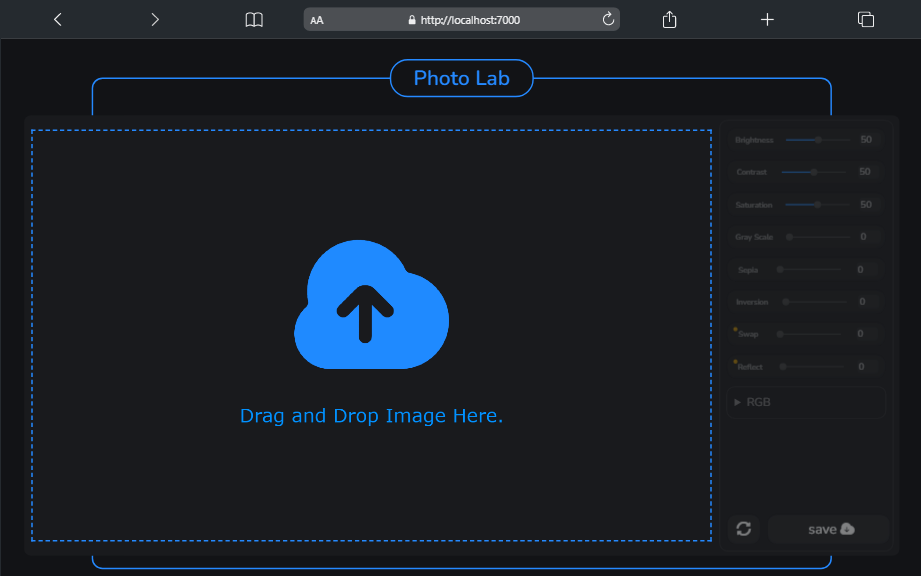 AA
http://localhost:7000
Photo Lab
Drag and Drop Image Here.
Brightness 50
Contrast 50
Saturation 50
Gray Scale 0
Sepia 0
Inversion 0
Swap 0
Reflect 0
RGB
save